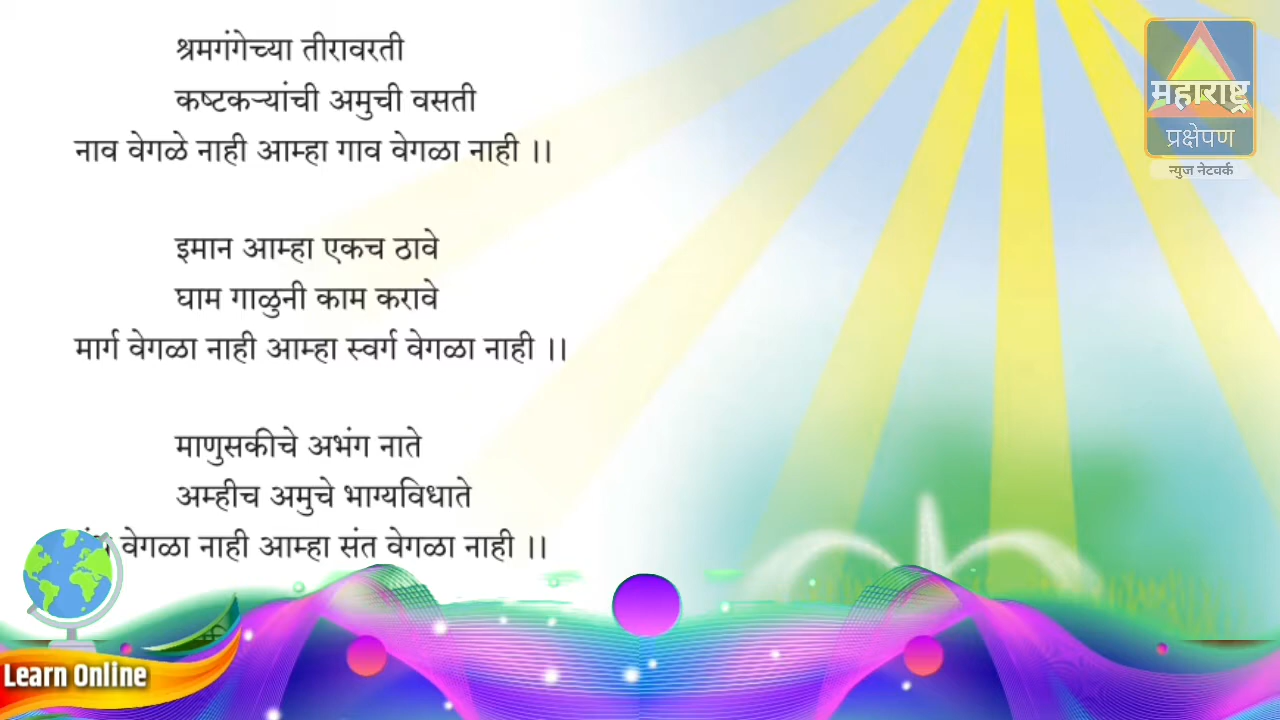 श्रमगंगेच्या तीरावरती
कष्टकऱ्यांची अमुची वसती
नाव वेगळे नाही आम्हा गाव वेगळा नाही ।।
इमान आम्हा एकच ठावे
घाम गाळुनी काम करावे
मार्ग वेगळा नाही आम्हा स्वर्ग वेगळा नाही ।।
माणुसकीचे अभंग नाते
अम्हीच अमुचे भाग्यविधाते
वेगळा नाही आम्हा संत वेगळा नाही ।।
महाराष्ट्र
प्रक्षेपण
न्युज नेटवर्क
Learn Online